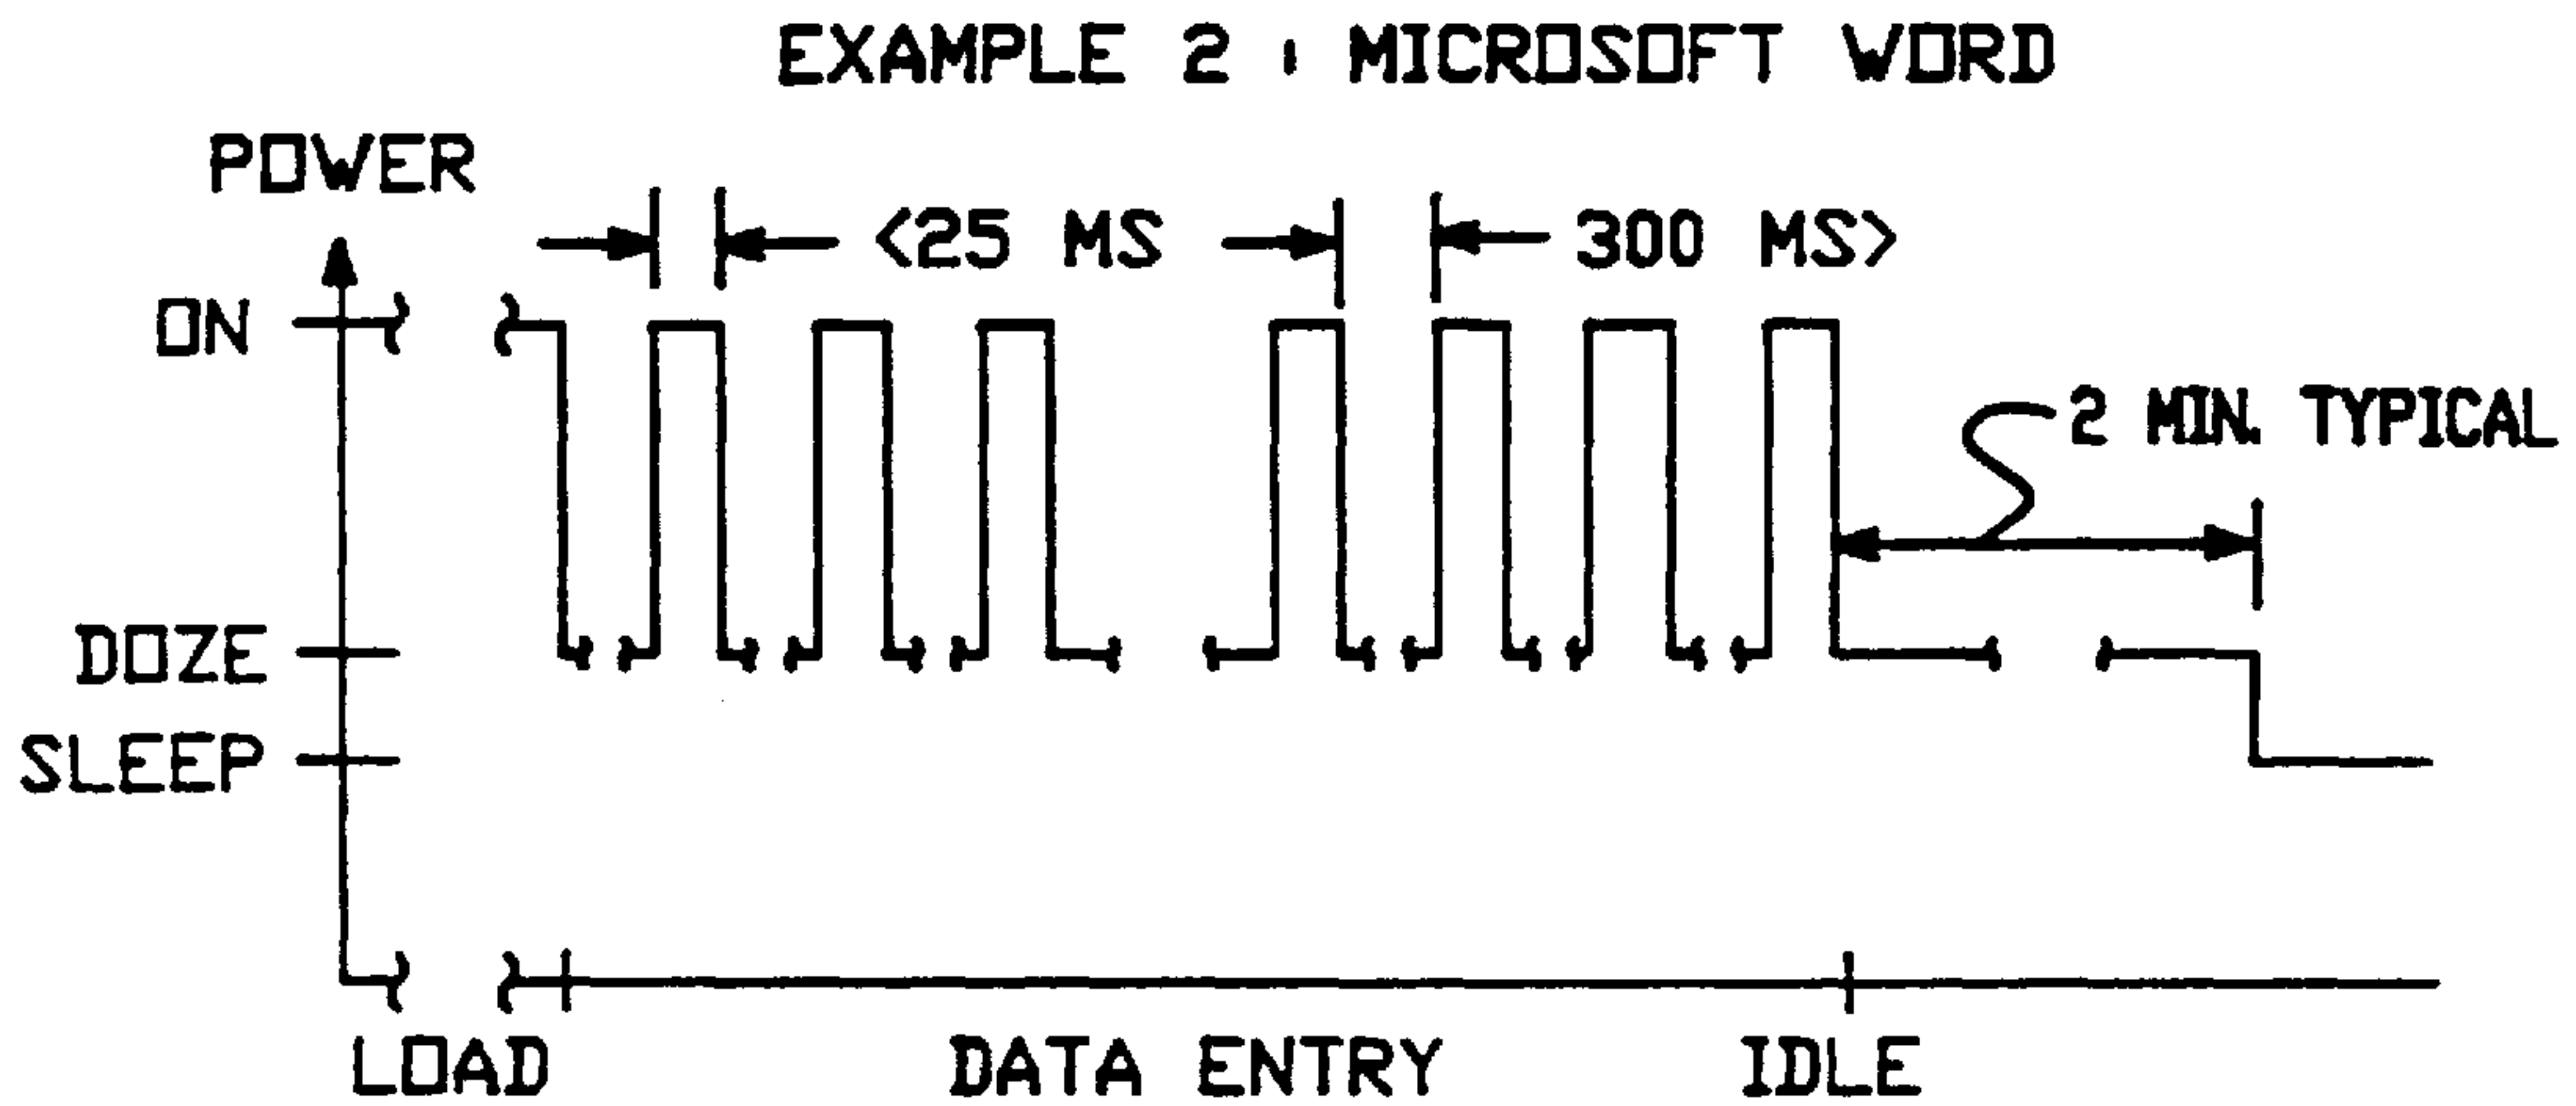 EXAMPLE 2 : MICROSOFT WORD
POWER
<25 MS
300 MS>
ON
2 MIN. TYPICAL
DOZE
SLEEP
LOAD
DATA ENTRY
IDLE